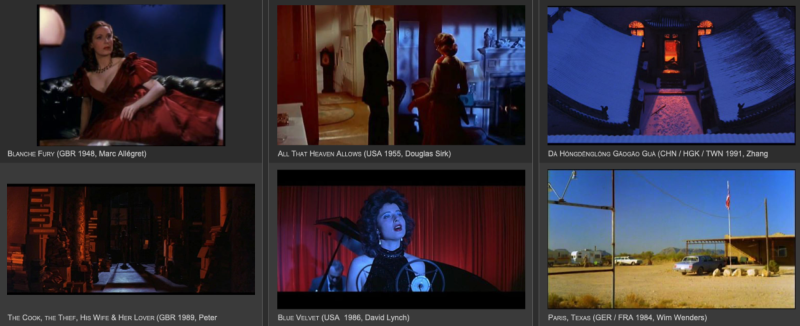 Blanche Fury (GBR 1948, Marc Allégret)
All That Heaven Allows (USA 1955, Douglas Sirk)
Dà Hóngdēnglóng Gāogāo Guà (CHN / HGK / TWN 1991, Zhang
The Cook, the Thief, His Wife & Her Lover (GBR 1989, Peter
Blue Velvet (USA 1986, David Lynch)
Paris, Texas (GER / FRA 1984, Wim Wenders)